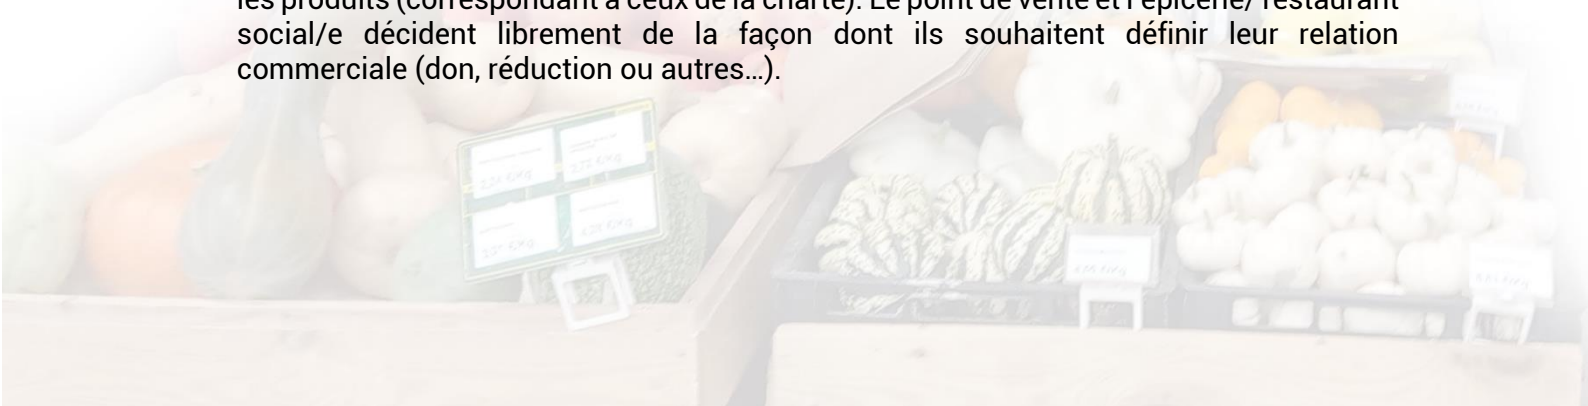 les produits (correspondant à ceux de la charte). Le point de vente et l'épicerie/ restaurant
social/e décident librement de la façon dont ils souhaitent définir leur relation
commerciale (don, réduction ou autres…).